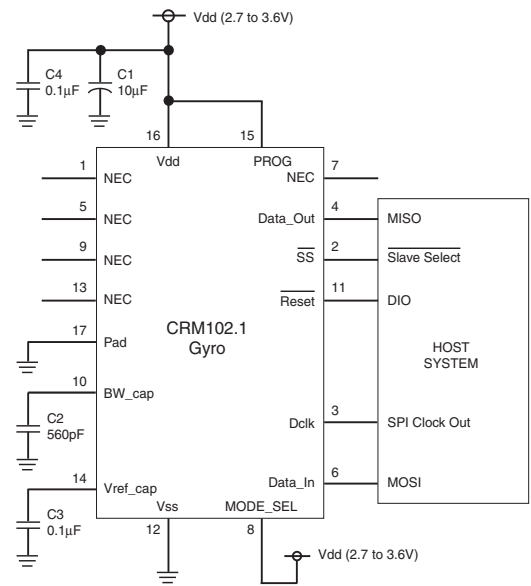 Vdd (2.7 to 3.6V)
C4
0.1µF
C1
10µF
16
15
Vdd
PROG
1
NEC
NEC
7
5
NEC
Data_Out
4
MISO
9
NEC
SS
2
Slave Select
13
NEC
Reset
11
DIO
17
Pad
CRM102.1
Gyro
HOST
SYSTEM
10
BW_cap
C2
560pF
Dclk
3
SPI Clock Out
14
Vref_cap
Data_In
6
MOSI
C3
0.1µF
Vss
MODE_SEL
12
8
Vdd (2.7 to 3.6V)